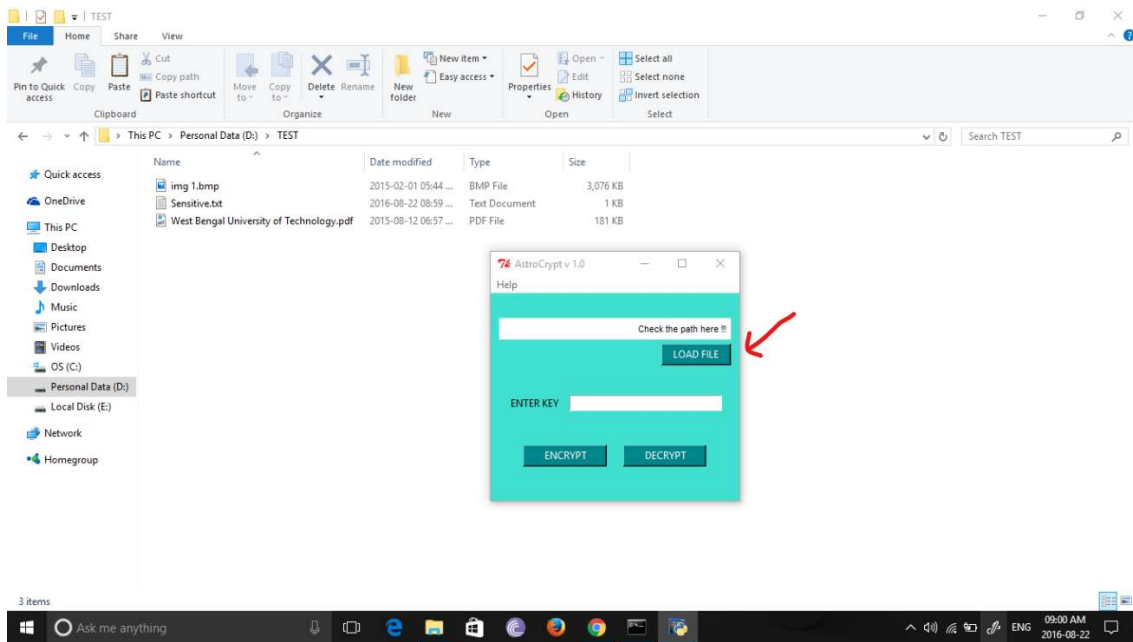 TEST
File Home Share View
Pin to Quick access
Copy
Paste
Cut
Copy path
Paste shortcut
Clipboard
Move to
Copy to
Delete
Rename
Organize
New folder
New item
Easy access
New
Properties
Open
Edit
History
Open
Select all
Select none
Invert selection
Select
This PC > Personal Data (D:) > TEST
Search TEST
Name Date modified Type Size
img 1.bmp 2015-02-01 05:44 ... BMP File 3,076 KB
Sensitive.txt 2016-08-22 08:59 ... Text Document 1 KB
West Bengal University of Technology.pdf 2015-08-12 06:57 ... PDF File 181 KB
Quick access
OneDrive
This PC
Desktop
Documents
Downloads
Music
Pictures
Videos
OS (C:)
Personal Data (D:)
Local Disk (E:)
Network
Homegroup
AstroCrypt v 1.0
Help
Check the path here !!
LOAD FILE
ENTER KEY
ENCRYPT DECRYPT
3 items
Ask me anything
ENG
09:00 AM
2016-08-22